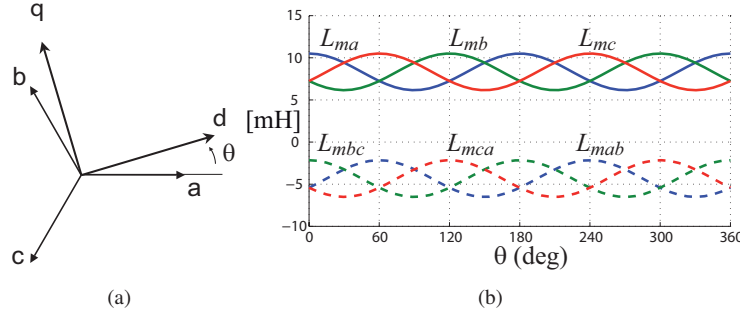 q
b
d
θ
a
c
(a)
15
L_ma L_mb L_mc
10
5
[mH]
0
L_mbc L_mca L_mab
−5
−10
0 60 120 180 240 300 360
θ (deg)
(b)